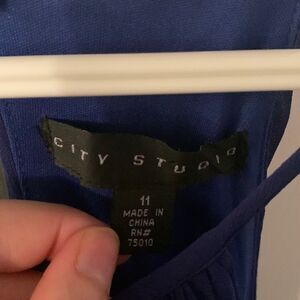 CITY STUDIO
11
MADE IN
CHINA
RN#
75010